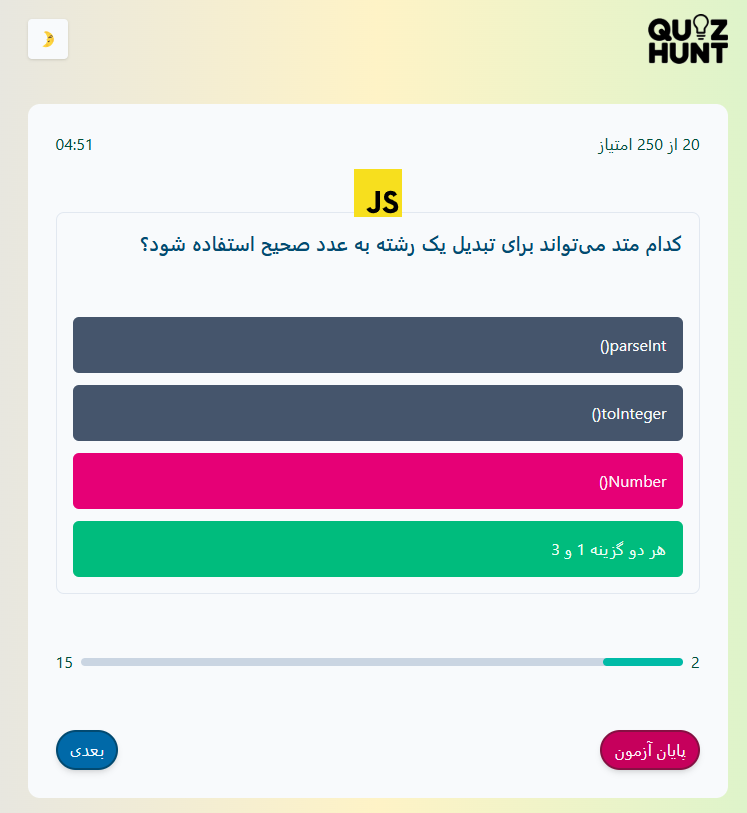 QUIZ
HUNT
20 از 250 امتیاز
04:51
JS
کدام متد می‌تواند برای تبدیل یک رشته به عدد صحیح استفاده شود؟
()parseInt
()toInteger
()Number
هر دو گزینه 1 و 3
2
15
پایان آزمون
بعدی